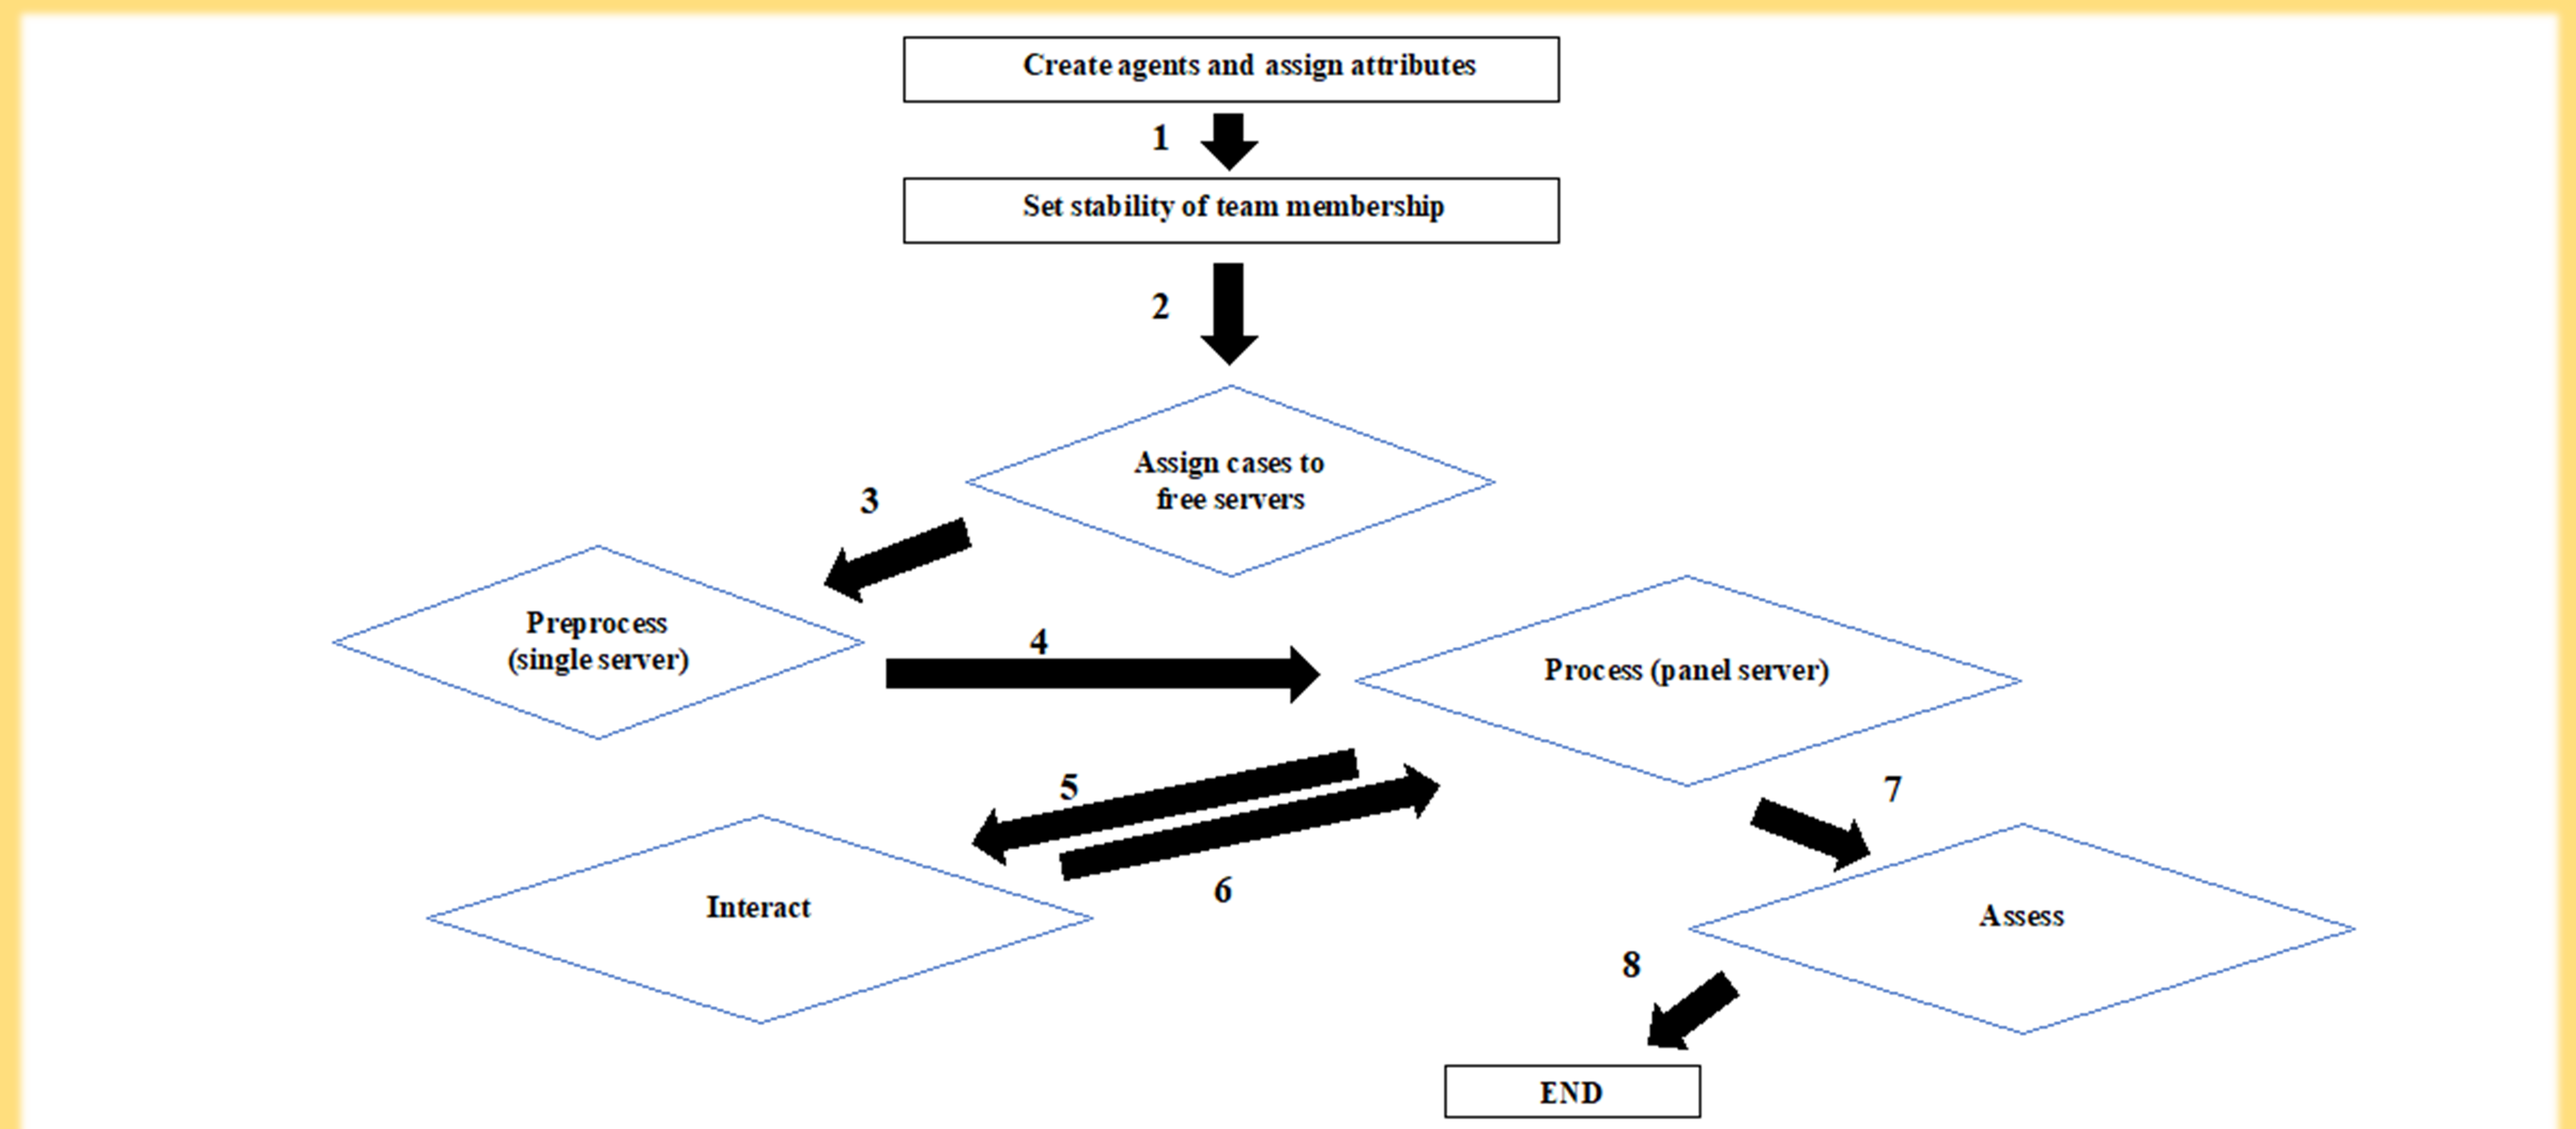 Create agents and assign attributes
1
Set stability of team membership
2
Assign cases to
free servers
3
Preprocess
(single server)
4
Process (panel server)
5
6
7
Interact
Assess
8
END